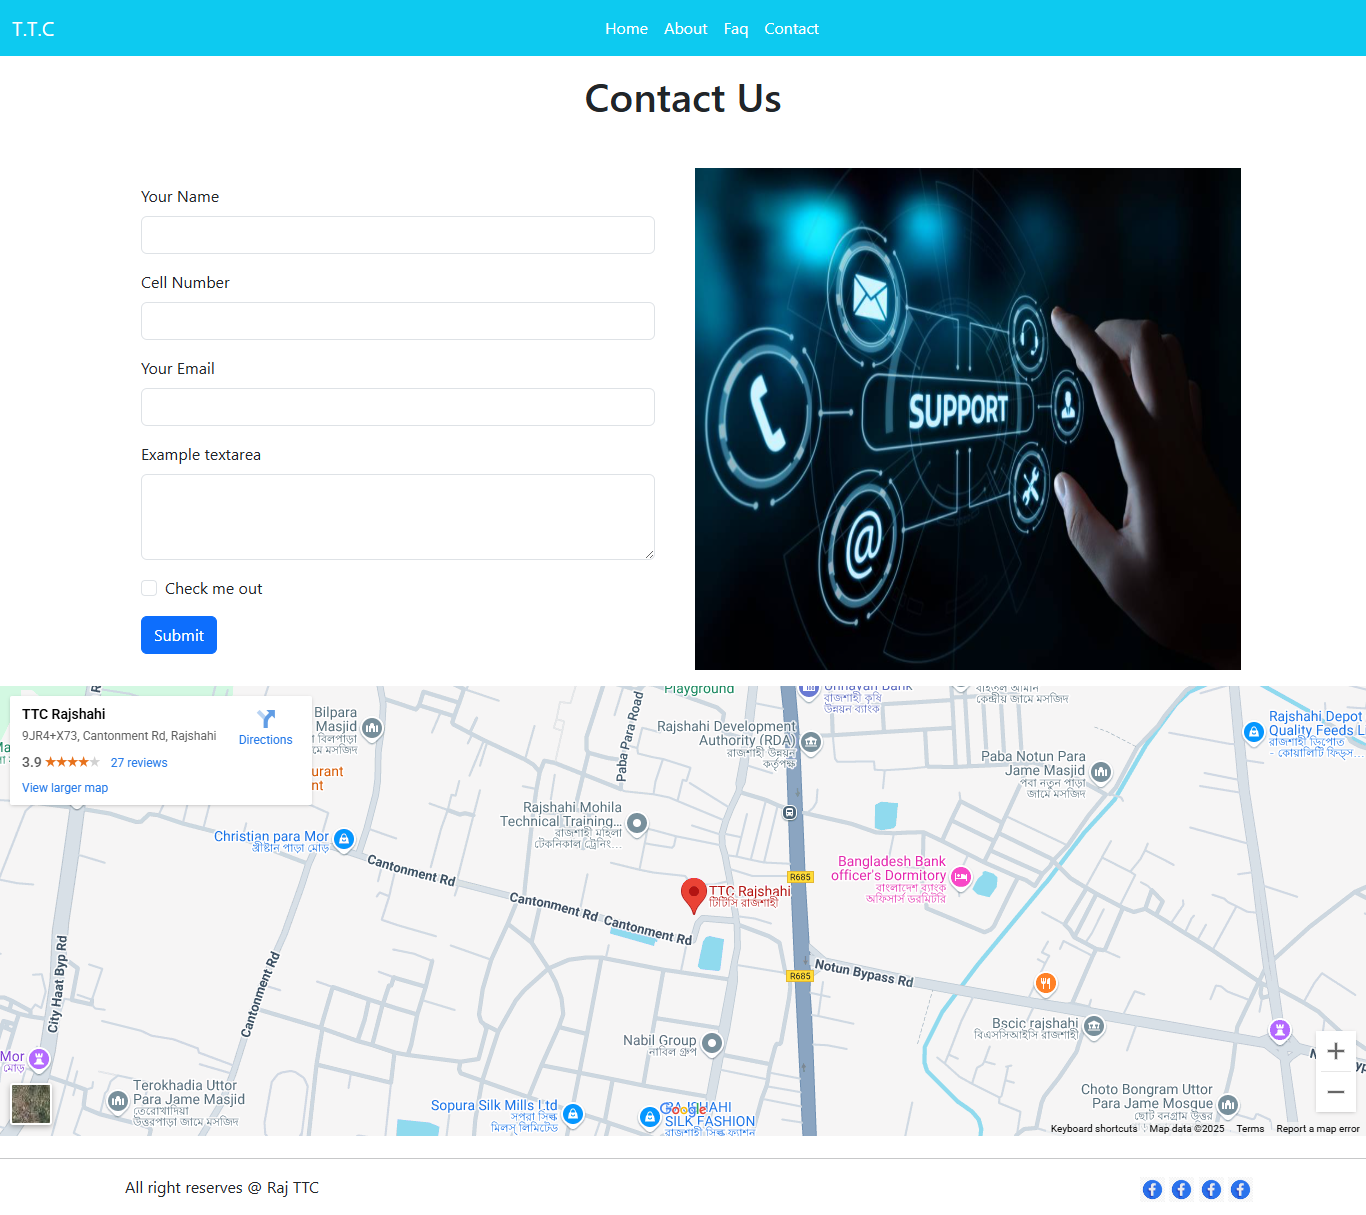 T.T.C
Home About Faq Contact
Contact Us
Your Name
Cell Number
Your Email
Example textarea
Check me out
Submit
SUPPORT
@
TTC Rajshahi
9JR4+X73, Cantonment Rd, Rajshahi
3.9
27 reviews
View larger map
Directions
Bilpara
Masjid
Playground
রাজশাহী কৃষি
উন্নয়ন ব্যাংক
জামে মসজিদ
Rajshahi Depot
Quality Feeds L
রাজশাহী ডিপোত
- কোয়ালিটি ফিড্স...
Rajshahi Development
Authority (RDA)
রাজশাহী উন্নয়ন
কর্তৃপক্ষ
Paba Para Road
Paba Notun Para
Jame Masjid
পবা নতুন পাড়া
জামে মসজিদ
Rajshahi Mohila
Technical Training...
রাজশাহী মহিলা
টেকনিকাল ট্রেনিং...
Christian para Mor
খ্রীষ্টান পাড়া মোড়
Cantonment Rd
Cantonment Rd
Cantonment Rd
Cantonment Rd
City Haat Byp Rd
TTC Rajshahi
টিটিসি রাজশাহী
R685
R685
Bangladesh Bank
officer's Dormitory
বাংলাদেশ ব্যাংক
অফিসার্স ডরমিটরি
Notun Bypass Rd
Bscic rajshahi
বিএসসিআইসি রাজশাহী
Nabil Group
নাবিল গ্রুপ
Mor
মোড়
Terokhadia Uttor
Para Jame Masjid
তেরোখাদিয়া
উত্তরপাড়া জামে মসজিদ
Sopura Silk Mills Ltd
সপুরা সিল্ক
মিলস্ লিমিটেড
Google
SILK FASHION
রাজশাহী সিল্ক ফ্যাশন
Choto Bongram Uttor
Para Jame Mosque
ছোট বনগ্রাম উত্তর
Keyboard shortcuts Map data ©2025 Terms Report a map error
All right reserves @ Raj TTC